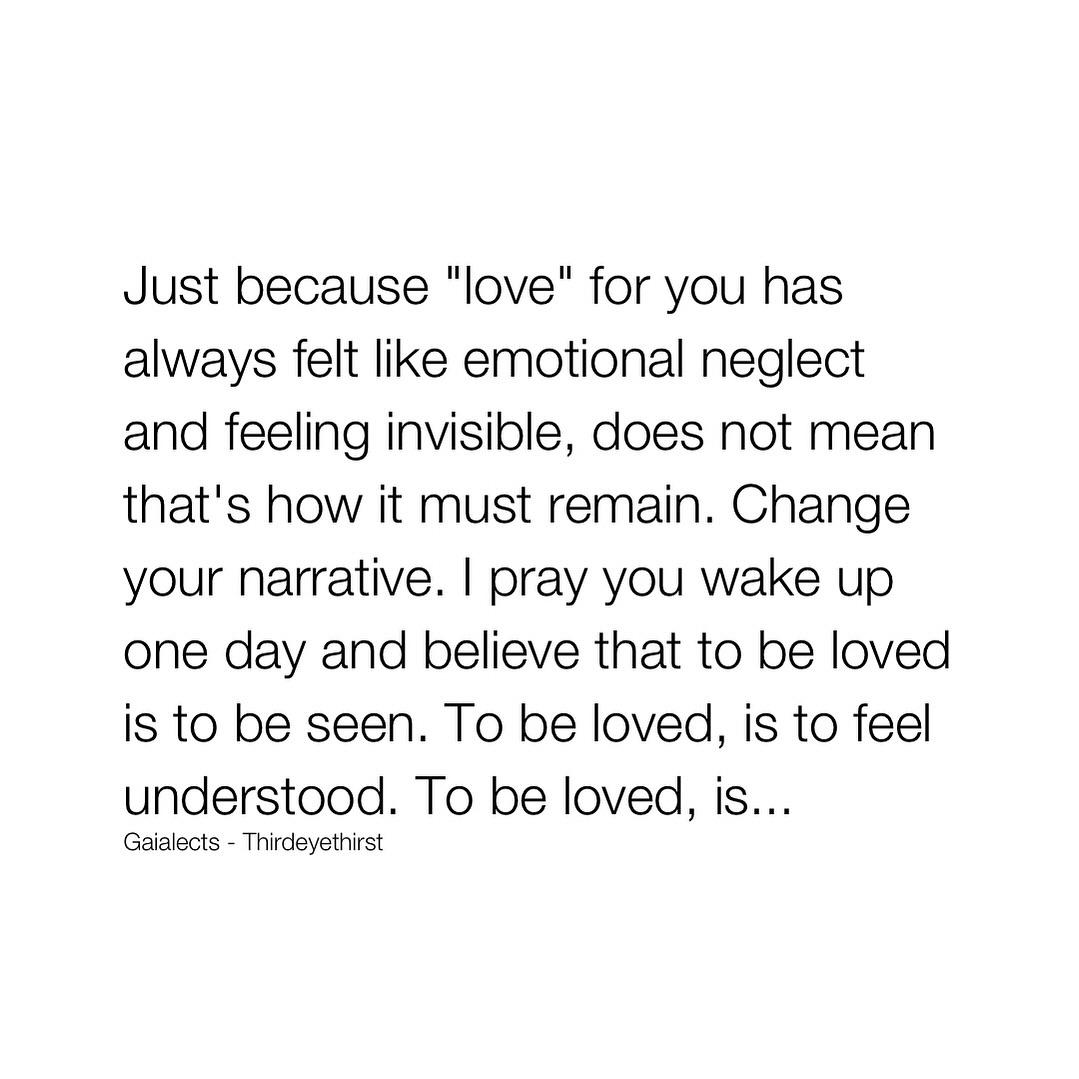 Just because "love" for you has
always felt like emotional neglect
and feeling invisible, does not mean
that's how it must remain. Change
your narrative. I pray you wake up
one day and believe that to be loved
is to be seen. To be loved, is to feel
understood. To be loved, is...
Gaialects - Thirdeyethirst